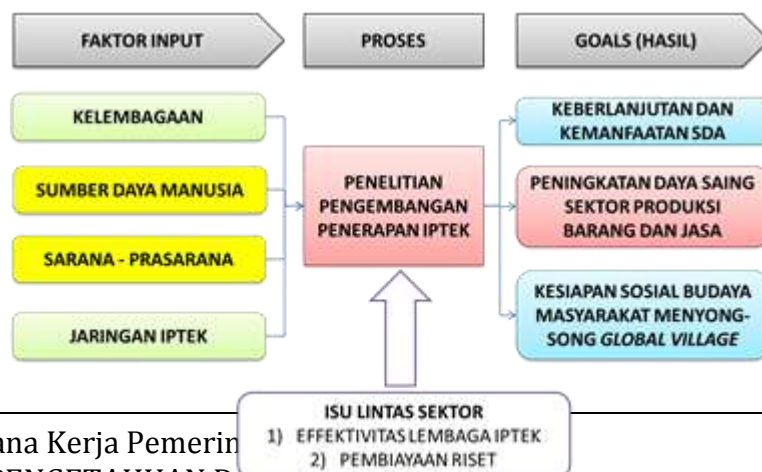 FAKTOR INPUT
PROSES
GOALS (HASIL)
KELEMBAGAAN
SUMBER DAYA MANUSIA
SARANA - PRASARANA
JARINGAN IPTEK
PENELITIAN
PENGEMBANGAN
PENERAPAN IPTEK
KEBERLANJUTAN DAN
KEMANFAATAN SDA
PENINGKATAN DAYA SAING
SEKTOR PRODUKSI
BARANG DAN JASA
KESIAPAN SOSIAL BUDAYA
MASYARAKAT MENYONG-
SONG GLOBAL VILLAGE
ISU LINTAS SEKTOR
1) EFFEKTIVITAS LEMBAGA IPTEK
2) PEMBIAYAAN RISET
Kerja